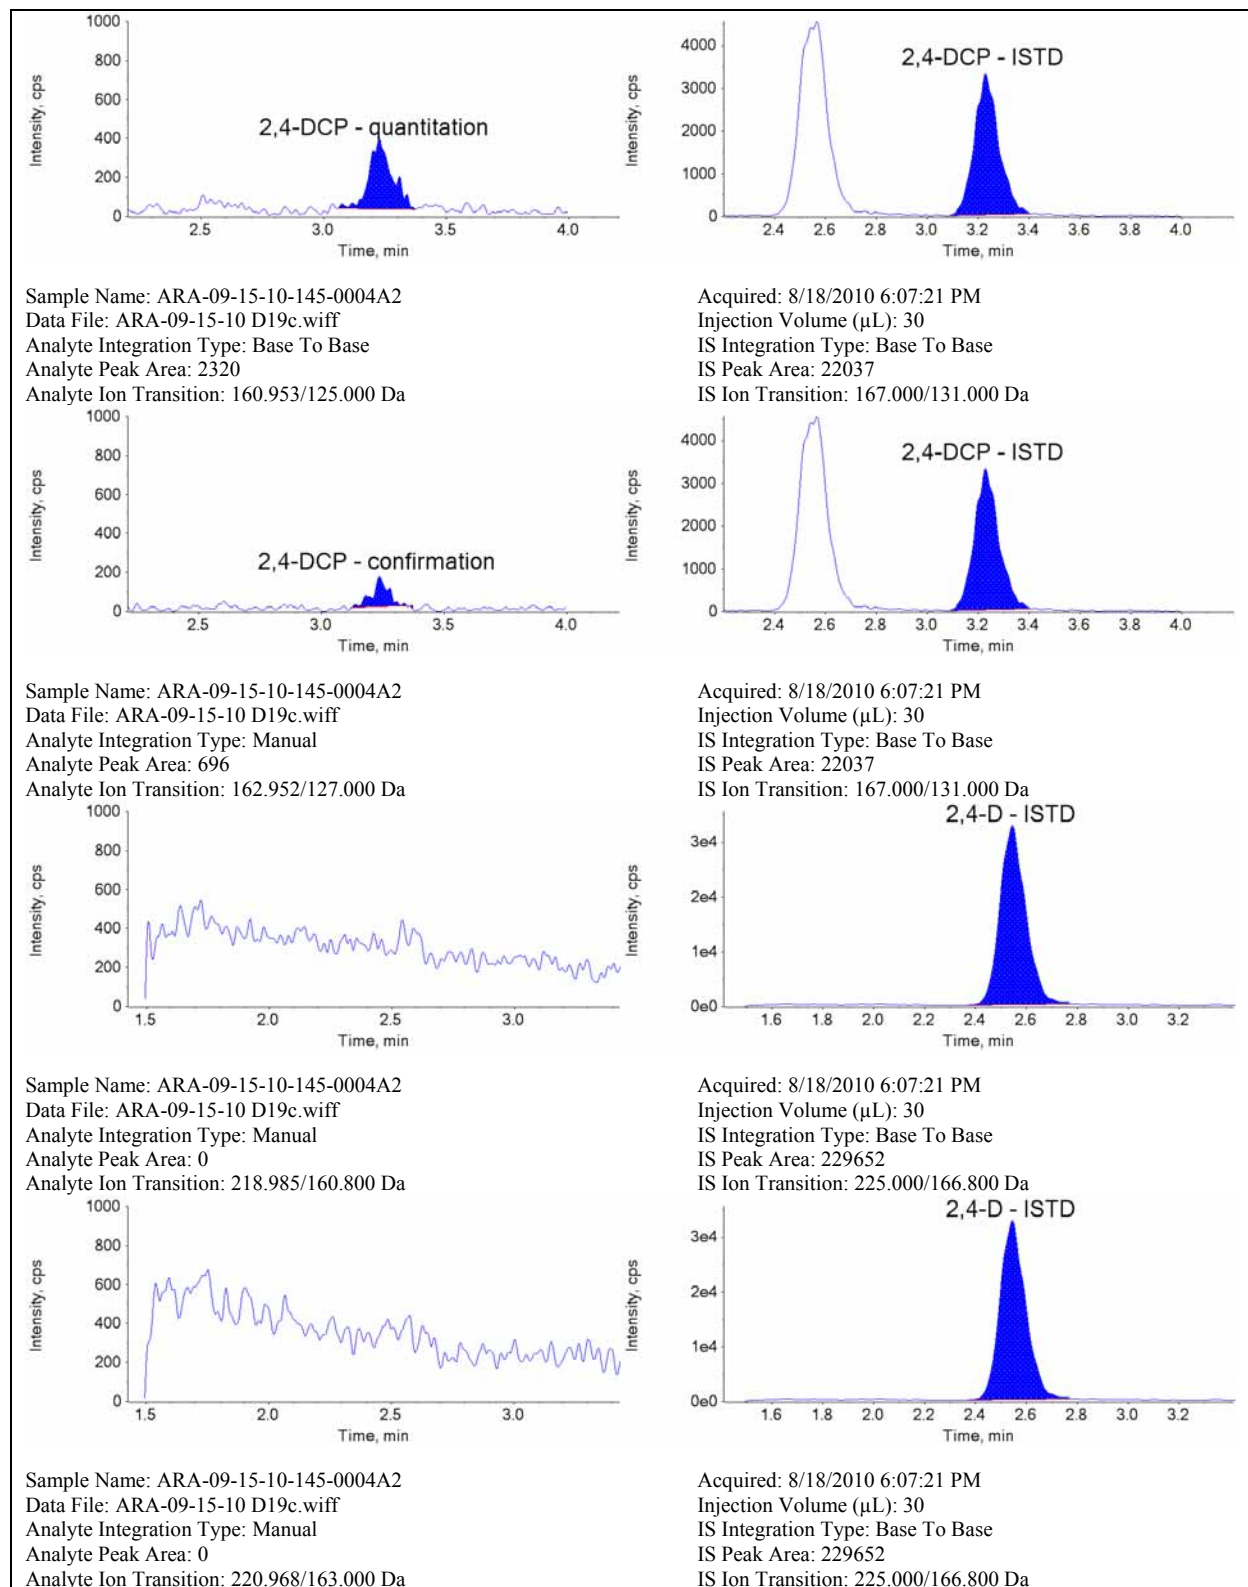 1000
800
600
400
200
0
Intensity, cps
2,4-DCP - quantitation
2.5 3.0 3.5 4.0
Time, min
4000
3000
2000
1000
0
Intensity, cps
2,4-DCP - ISTD
2.4 2.6 2.8 3.0 3.2 3.4 3.6 3.8 4.0
Time, min
Sample Name: ARA-09-15-10-145-0004A2
Data File: ARA-09-15-10 D19c.wiff
Analyte Integration Type: Base To Base
Analyte Peak Area: 2320
Analyte Ion Transition: 160.953/125.000 Da
Acquired: 8/18/2010 6:07:21 PM
Injection Volume (µL): 30
IS Integration Type: Base To Base
IS Peak Area: 22037
IS Ion Transition: 167.000/131.000 Da
1000
800
600
400
200
0
Intensity, cps
2,4-DCP - confirmation
2.5 3.0 3.5 4.0
Time, min
4000
3000
2000
1000
0
Intensity, cps
2,4-DCP - ISTD
2.4 2.6 2.8 3.0 3.2 3.4 3.6 3.8 4.0
Time, min
Sample Name: ARA-09-15-10-145-0004A2
Data File: ARA-09-15-10 D19c.wiff
Analyte Integration Type: Manual
Analyte Peak Area: 696
Analyte Ion Transition: 162.952/127.000 Da
Acquired: 8/18/2010 6:07:21 PM
Injection Volume (µL): 30
IS Integration Type: Base To Base
IS Peak Area: 22037
IS Ion Transition: 167.000/131.000 Da
1000
800
600
400
200
0
Intensity, cps
1.5 2.0 2.5 3.0
Time, min
3e4
2e4
1e4
0e0
Intensity, cps
2,4-D - ISTD
1.6 1.8 2.0 2.2 2.4 2.6 2.8 3.0 3.2
Time, min
Sample Name: ARA-09-15-10-145-0004A2
Data File: ARA-09-15-10 D19c.wiff
Analyte Integration Type: Manual
Analyte Peak Area: 0
Analyte Ion Transition: 218.985/160.800 Da
Acquired: 8/18/2010 6:07:21 PM
Injection Volume (µL): 30
IS Integration Type: Base To Base
IS Peak Area: 229652
IS Ion Transition: 225.000/166.800 Da
1000
800
600
400
200
0
Intensity, cps
1.5 2.0 2.5 3.0
Time, min
3e4
2e4
1e4
0e0
Intensity, cps
2,4-D - ISTD
1.6 1.8 2.0 2.2 2.4 2.6 2.8 3.0 3.2
Time, min
Sample Name: ARA-09-15-10-145-0004A2
Data File: ARA-09-15-10 D19c.wiff
Analyte Integration Type: Manual
Analyte Peak Area: 0
Analyte Ion Transition: 220.968/163.000 Da
Acquired: 8/18/2010 6:07:21 PM
Injection Volume (µL): 30
IS Integration Type: Base To Base
IS Peak Area: 229652
IS Ion Transition: 225.000/166.800 Da